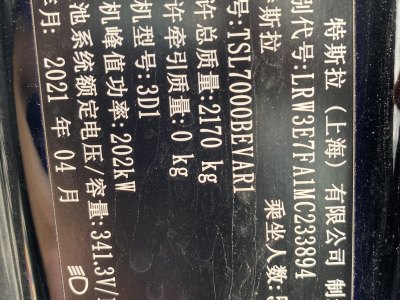 特斯拉（上海）有限公司 制
别代号:LRW3E7FA1MC233894
斯拉 乘坐人数:5
号:TSL7000BEVAR1
许总质量:2170 kg
许牵引质量:0 kg
机型号:3D1
机峰值功率:202kW
池系统额定电压/容量:341.3V/
年月: 2021 年 04 月